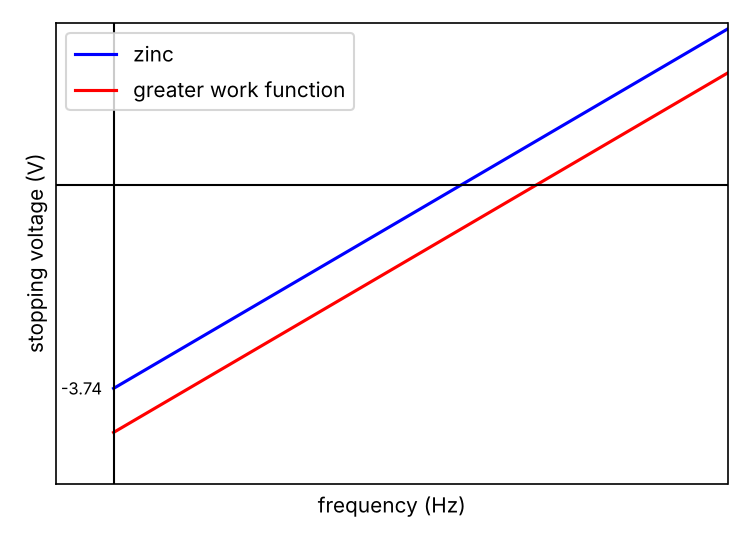 zinc
greater work function
stopping voltage (V)
-3.74
frequency (Hz)